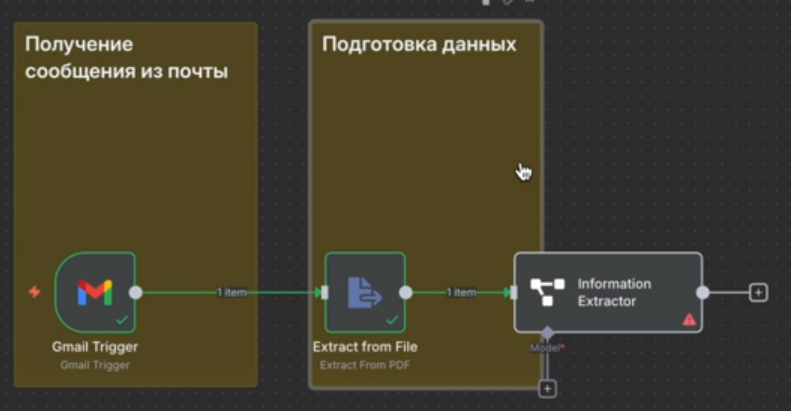 Получение
сообщения из почты
Подготовка данных
1 item
1 item
Information
Extractor
Model*
Gmail Trigger
Gmail Trigger
Extract from File
Extract From PDF